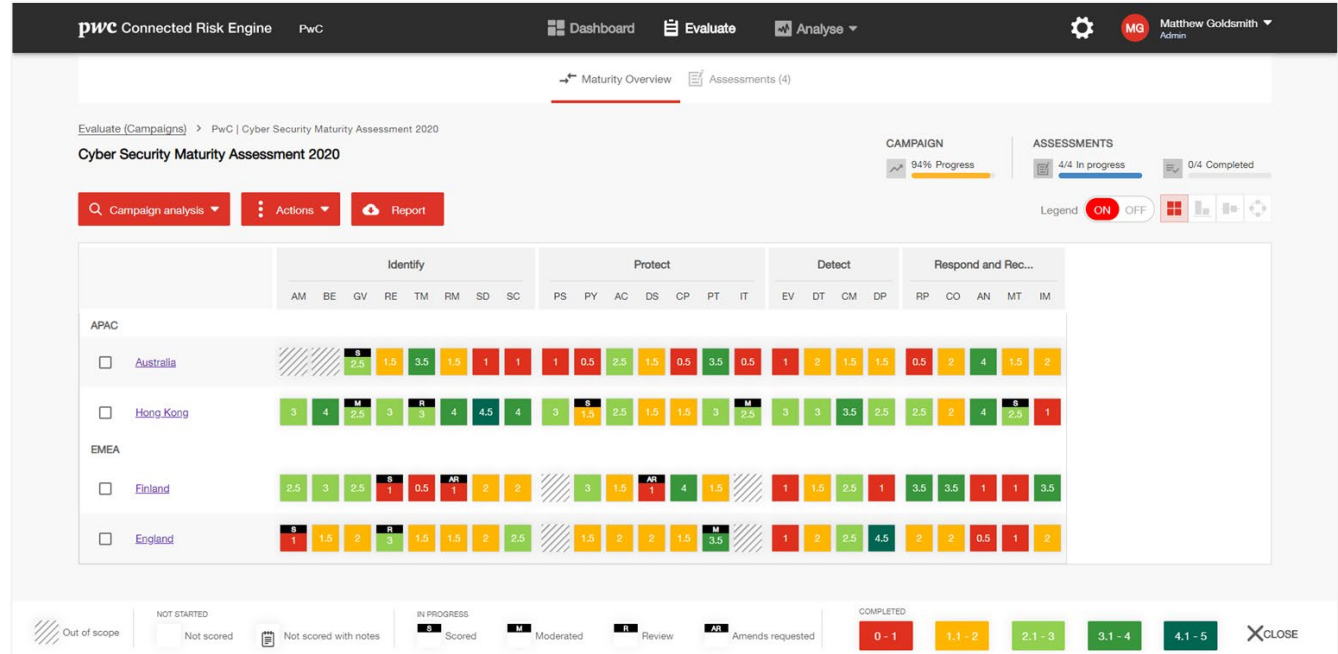 pwc Connected Risk Engine PwC Dashboard Evaluate Analyse MG Matthew Goldsmith
Admin
Maturity Overview Assessments (4)
Evaluate (Campaigns) > PwC | Cyber Security Maturity Assessment 2020
Cyber Security Maturity Assessment 2020
CAMPAIGN ASSESSMENTS
94% Progress 4/4 In progress 0/4 Completed
Campaign analysis Actions Report Legend ON OFF
Identify Protect Detect Respond and Rec...
AM BE GV RE TM RM SD SC PS PY AC DS CP PT IT EV DT CM DP RP CO AN MT IM
APAC
S
Australia 2.5 1.5 3.5 1.5 1 1 1 0.5 2.5 1.5 0.5 3.5 0.5 1 2 1.5 1.5 0.5 2 4 1.5 2
M R S M S
Hong Kong 3 4 2.5 3 3 4 4.5 4 3 1.5 2.5 1.5 1.5 3 2.5 3 3 3.5 2.5 2.5 2 4 2.5 1
EMEA
S AR AR
Finland 2.5 3 2.5 1 0.5 1 2 2 3 1.5 1 4 1.5 1 1.5 2.5 1 3.5 3.5 1 1 3.5
S R M
England 1 1.5 2 3 1.5 1.5 2 2.5 1.5 2 2 1.5 3.5 1 2 2.5 4.5 2 2 0.5 1 2
NOT STARTED IN PROGRESS COMPLETED
Out of scope Not scored Not scored with notes S Scored M Moderated R Review AR Amends requested 0 - 1 1.1 - 2 2.1 - 3 3.1 - 4 4.1 - 5 CLOSE